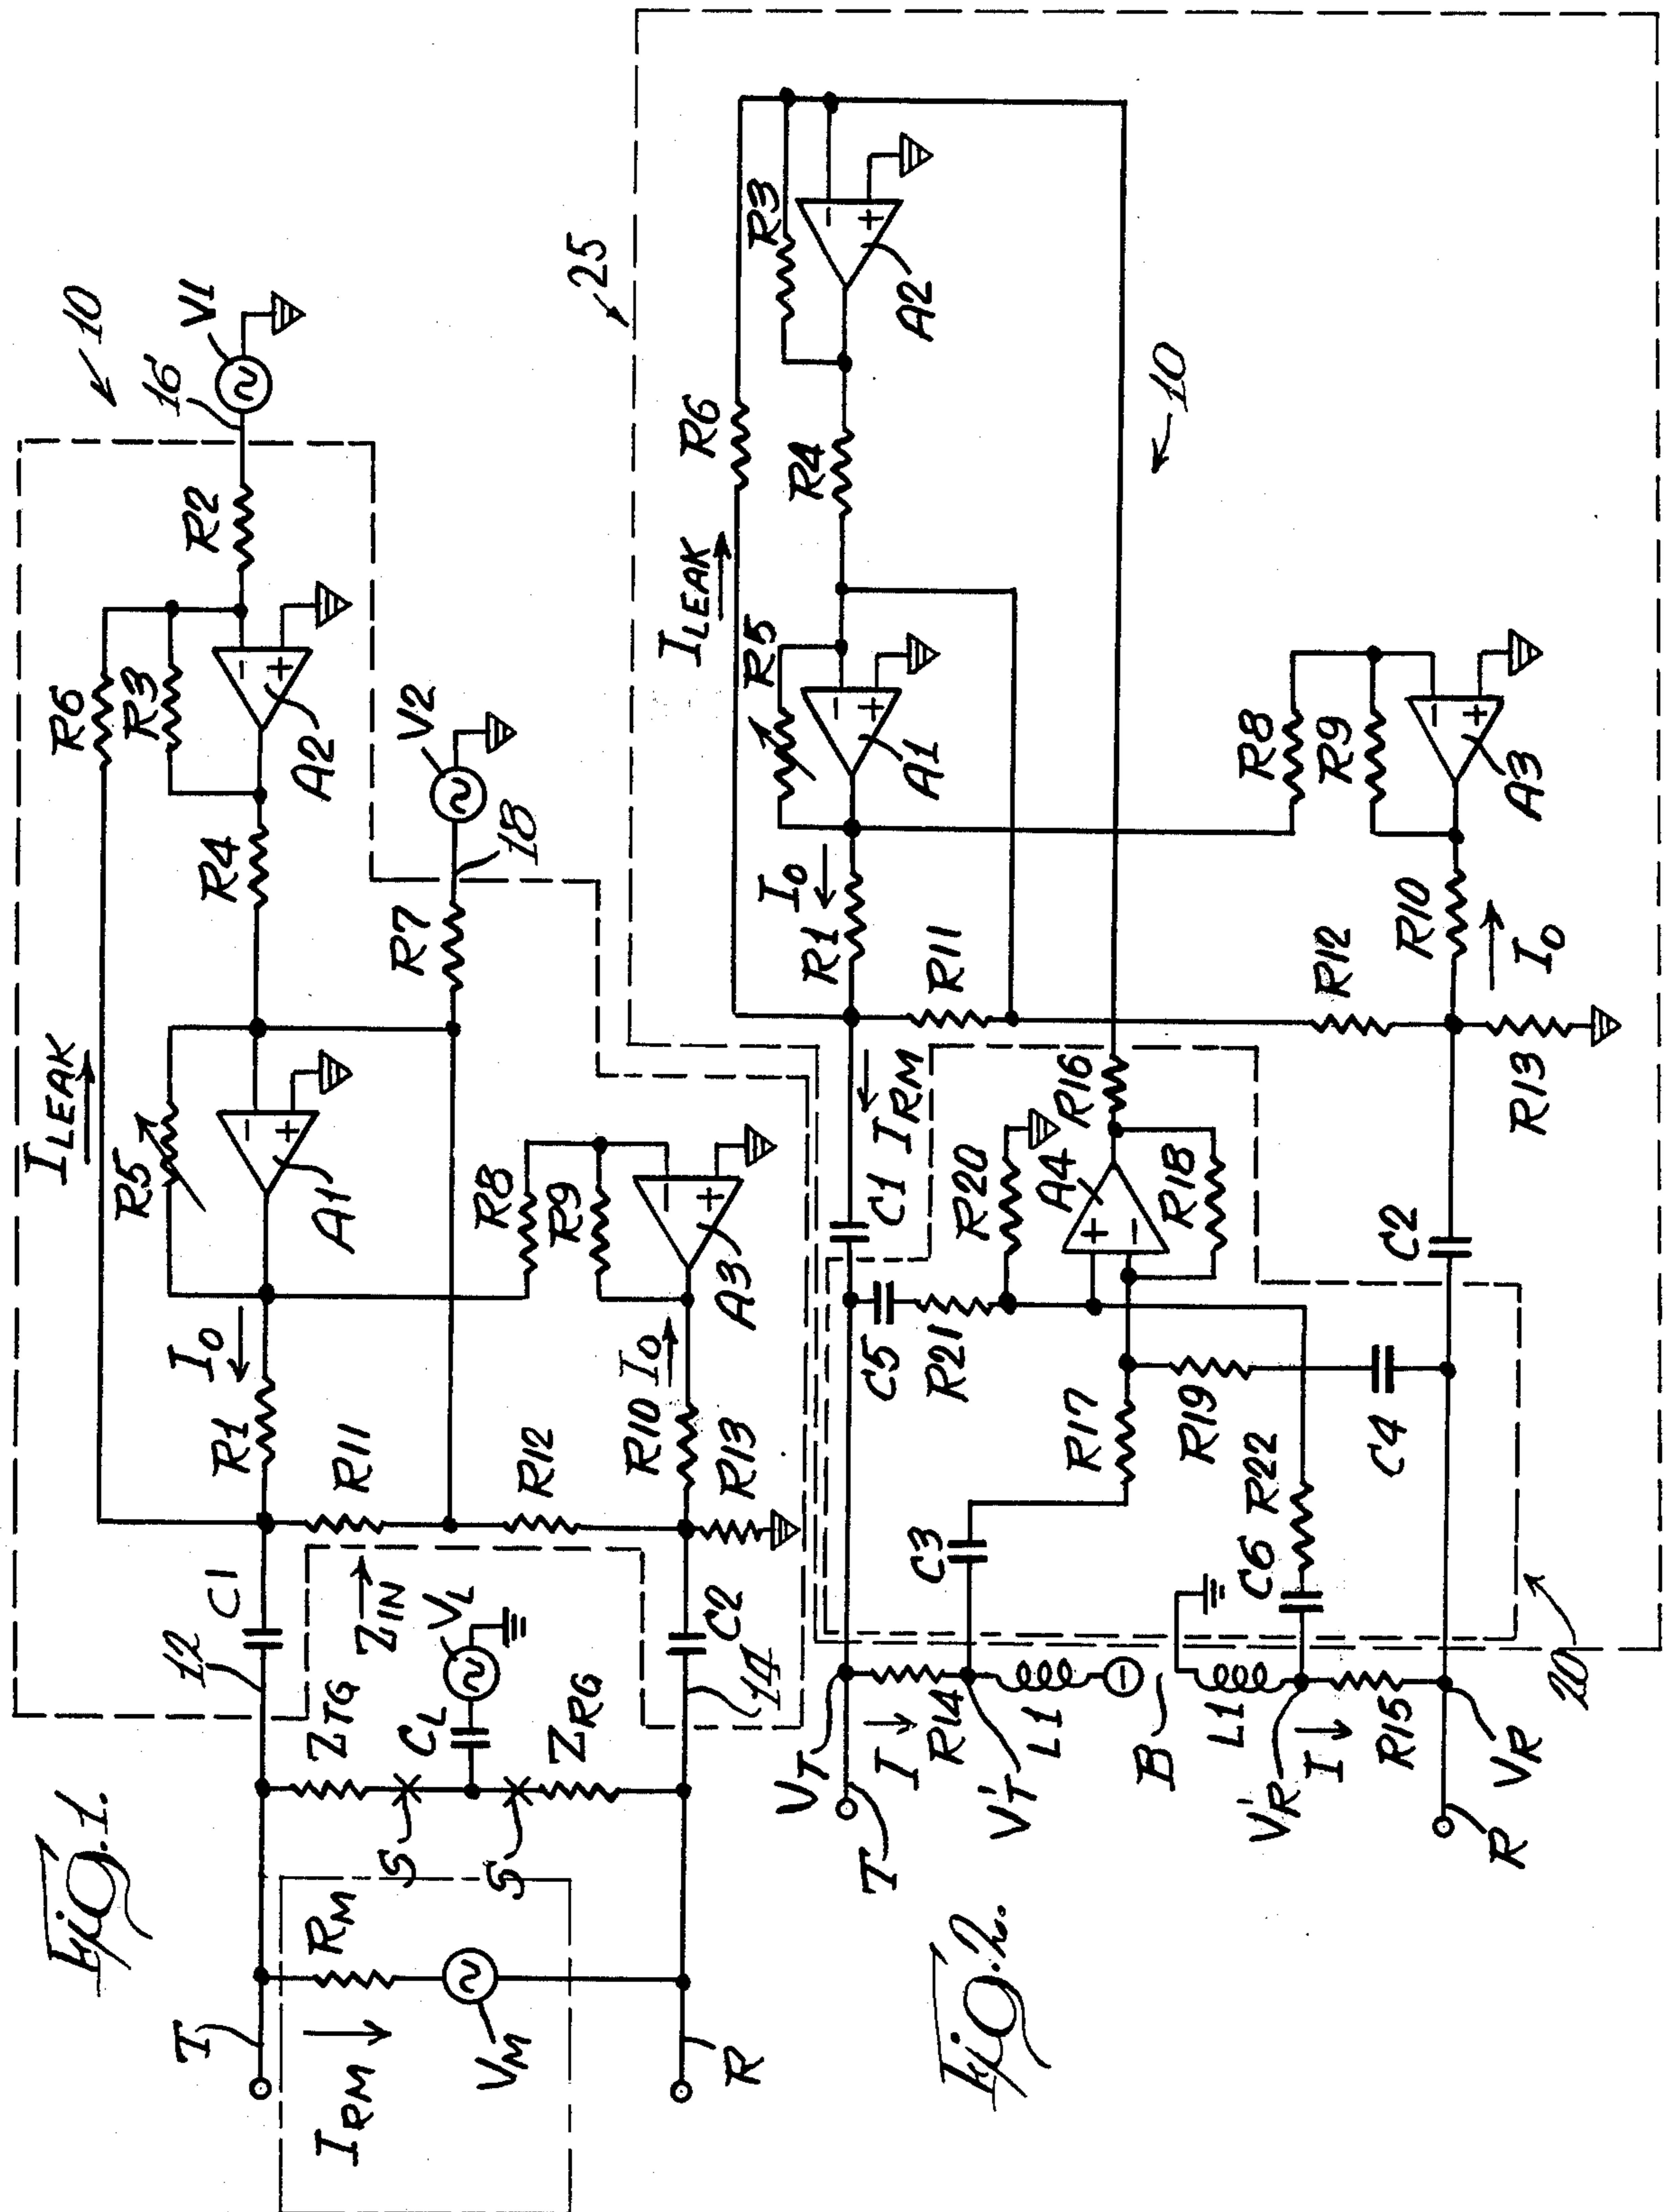 Fig. 1.
10
16
V1
R2
R6
R3
A2
ILEAK
R4
V2
18
R7
R5
A1
R8
R9
A3
IO
R1
R11
R12
R10
IO
R13
12
C1
ZIN
C2
14
ZTG
CL
VL
ZRG
S
S
T
RM
IRM
VM
R
Fig. 2.
25
R6
R3
A2
ILEAK
R4
10
R5
A1
R8
R9
A3
IO
R1
R11
R12
R10
IO
R13
IRM
C1
R20
A4
R16
R18
C2
C5
R21
R17
R19
C4
C3
C6
R22
20
VT
I
R14
V'T
L1
B
L1
V'R
I
R15
VR
T
R